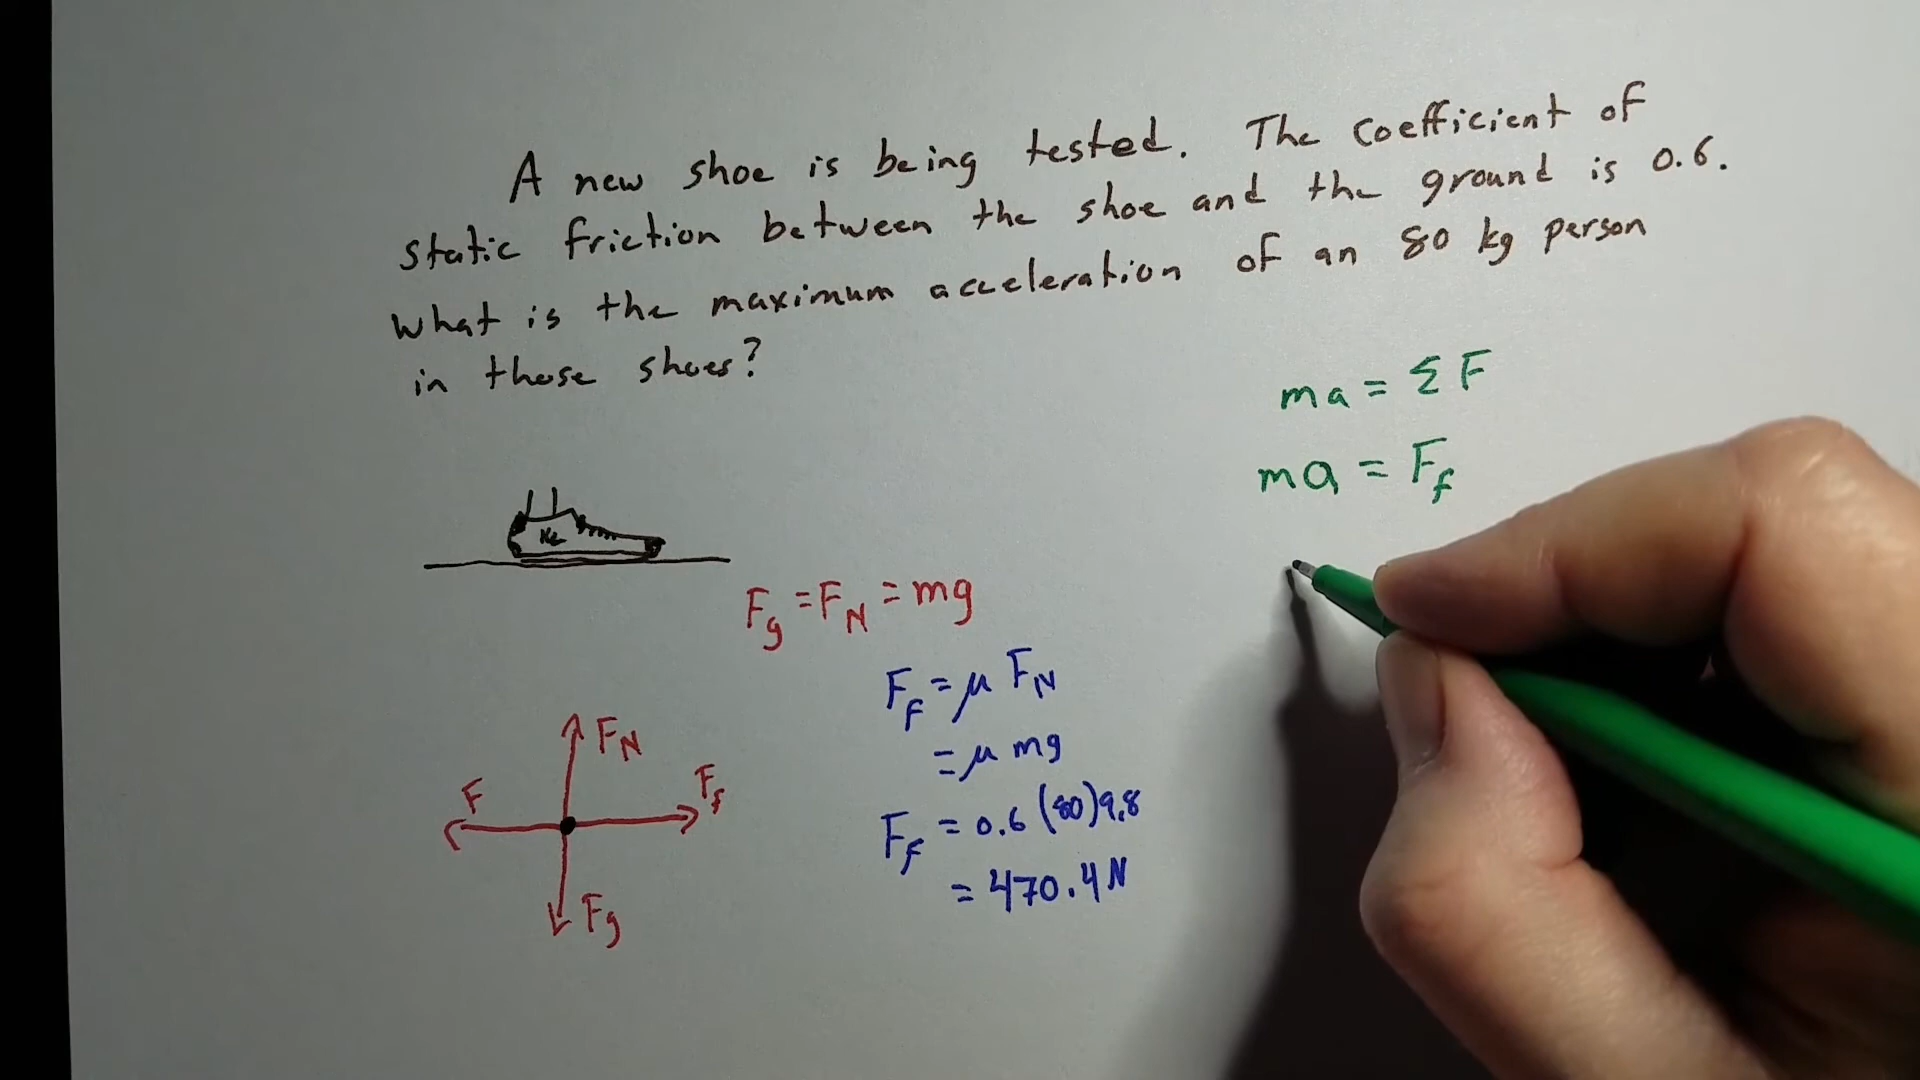 A new shoe is being tested. The coefficient of
static friction between the shoe and the ground is 0.6.
What is the maximum acceleration of an 80 kg person
in those shoes?
ma = Σ F
ma = Ff
Fg = FN = mg
Ff = μ FN
= μ mg
Ff = 0.6 (80)9.8
= 470.4 N
FN
F
Ff
Fg